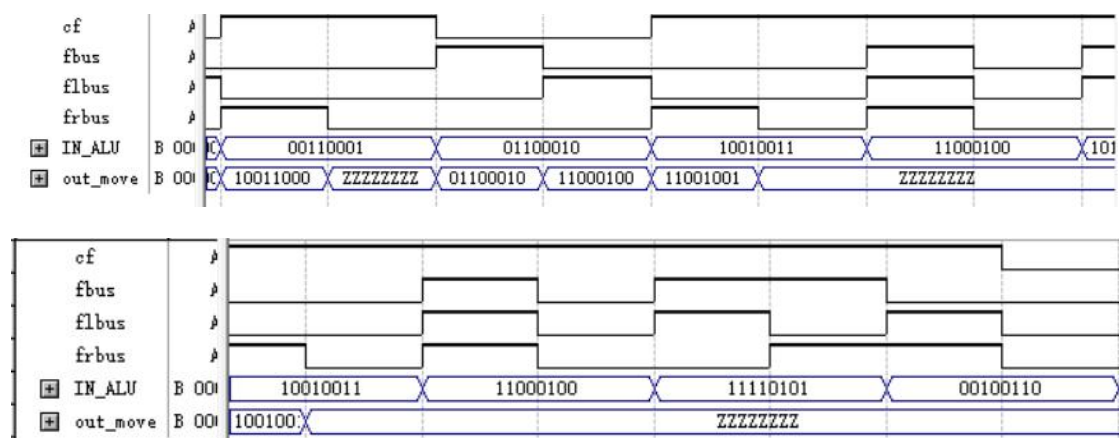 cf A
fbus A
flbus A
frbus A
IN_ALU B 00 00110001 01100010 10010011 11000100 101
out_move B 00 10011000 ZZZZZZZZ 01100010 11000100 11001001 ZZZZZZZZ
cf A
fbus A
flbus A
frbus A
IN_ALU B 00 10010011 11000100 11110101 00100110
out_move B 00 100100 ZZZZZZZZ